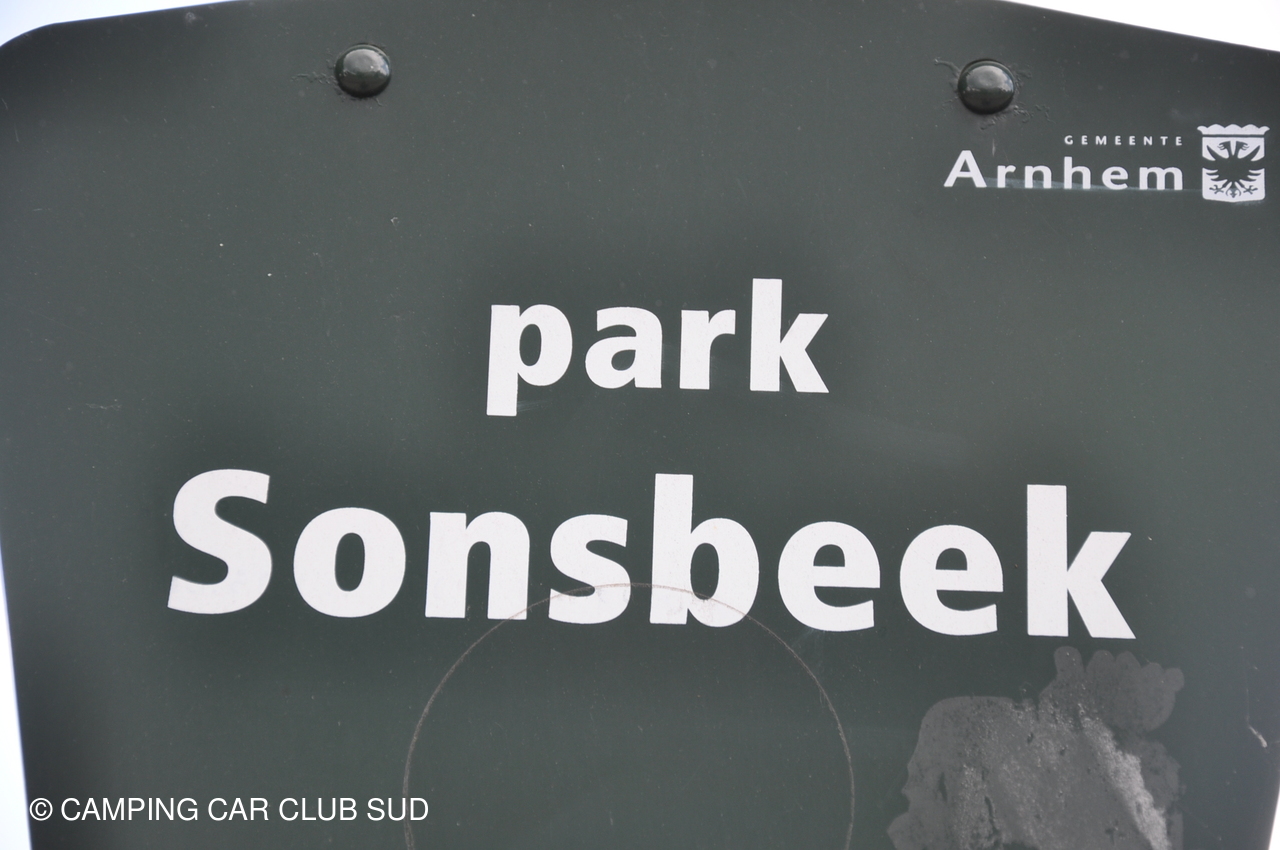 GEMEENTE
Arnhem
park
Sonsbeek
© CAMPING CAR CLUB SUD